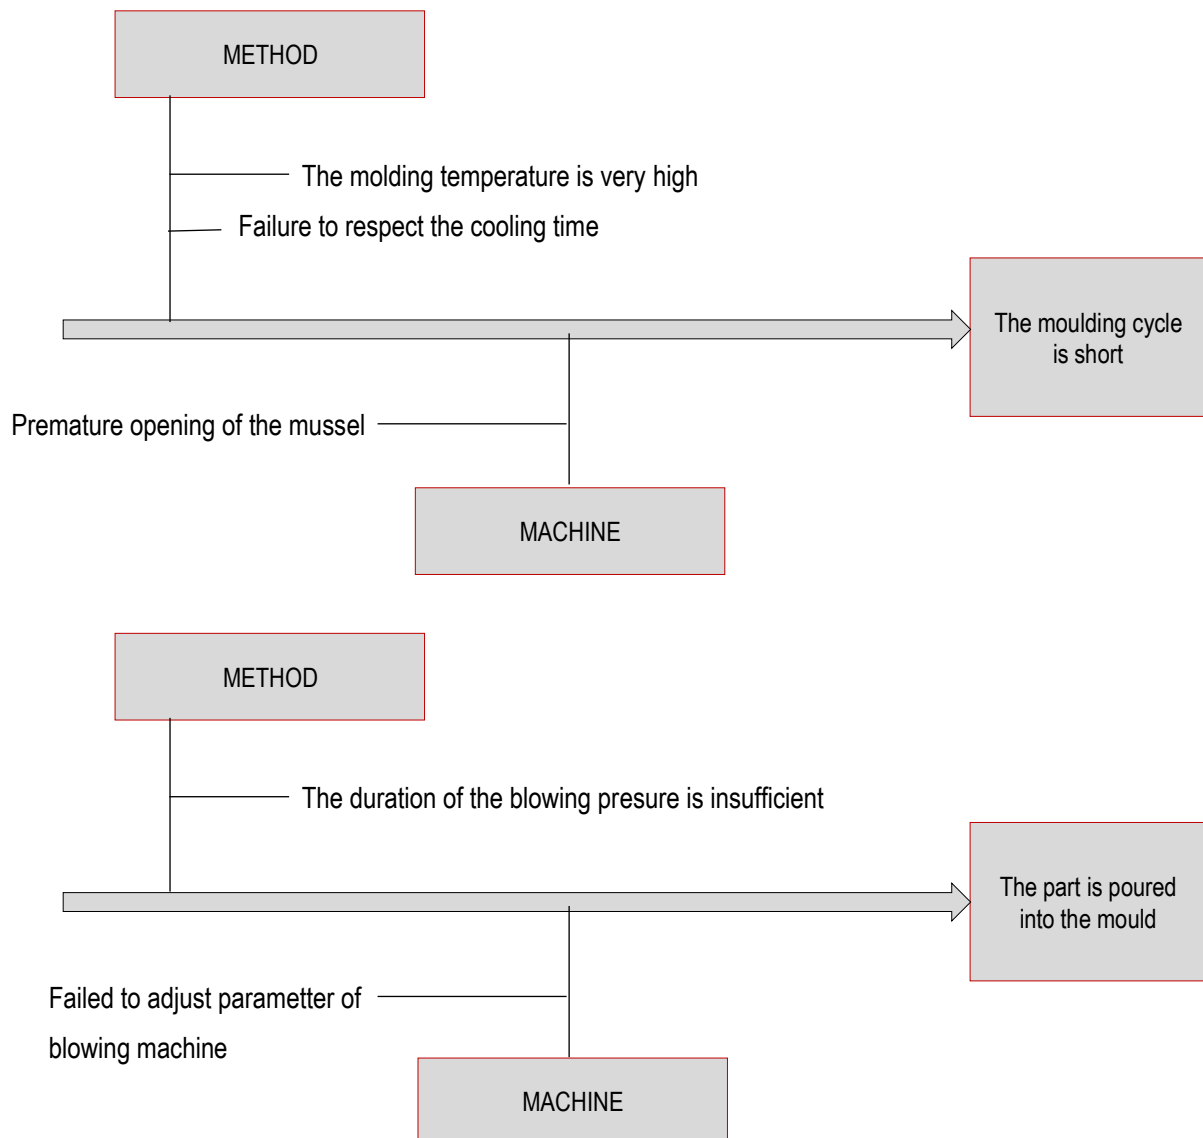 METHOD
The molding temperature is very high
Failure to respect the cooling time
The moulding cycle
is short
Premature opening of the mussel
MACHINE
METHOD
The duration of the blowing presure is insufficient
The part is poured
into the mould
Failed to adjust parametter of
blowing machine
MACHINE